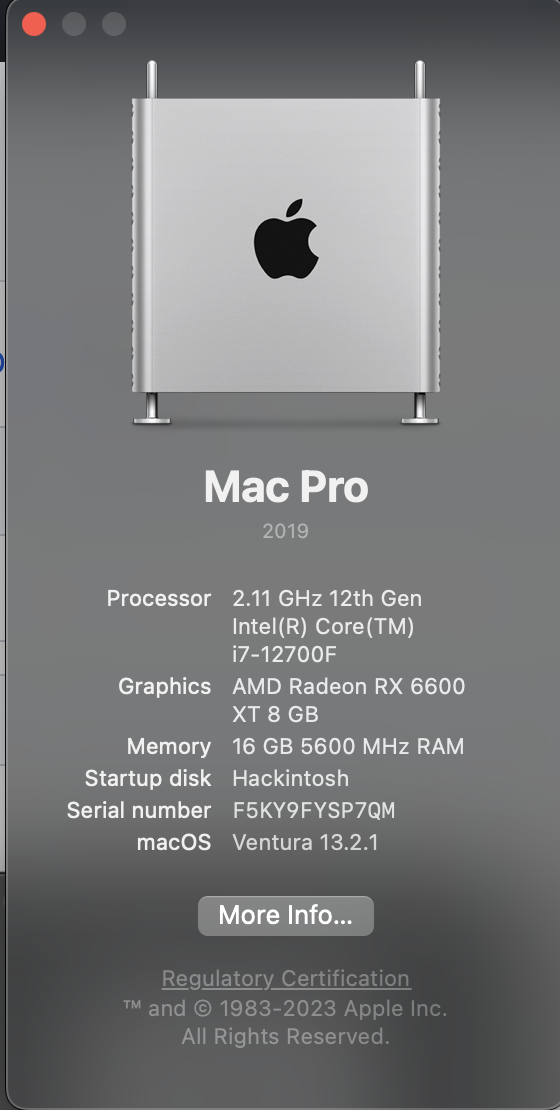 Mac Pro
2019
Processor 2.11 GHz 12th Gen
Intel(R) Core(TM)
i7-12700F
Graphics AMD Radeon RX 6600
XT 8 GB
Memory 16 GB 5600 MHz RAM
Startup disk Hackintosh
Serial number F5KY9FYSP7QM
macOS Ventura 13.2.1
More Info...
Regulatory Certification
™ and © 1983-2023 Apple Inc.
All Rights Reserved.